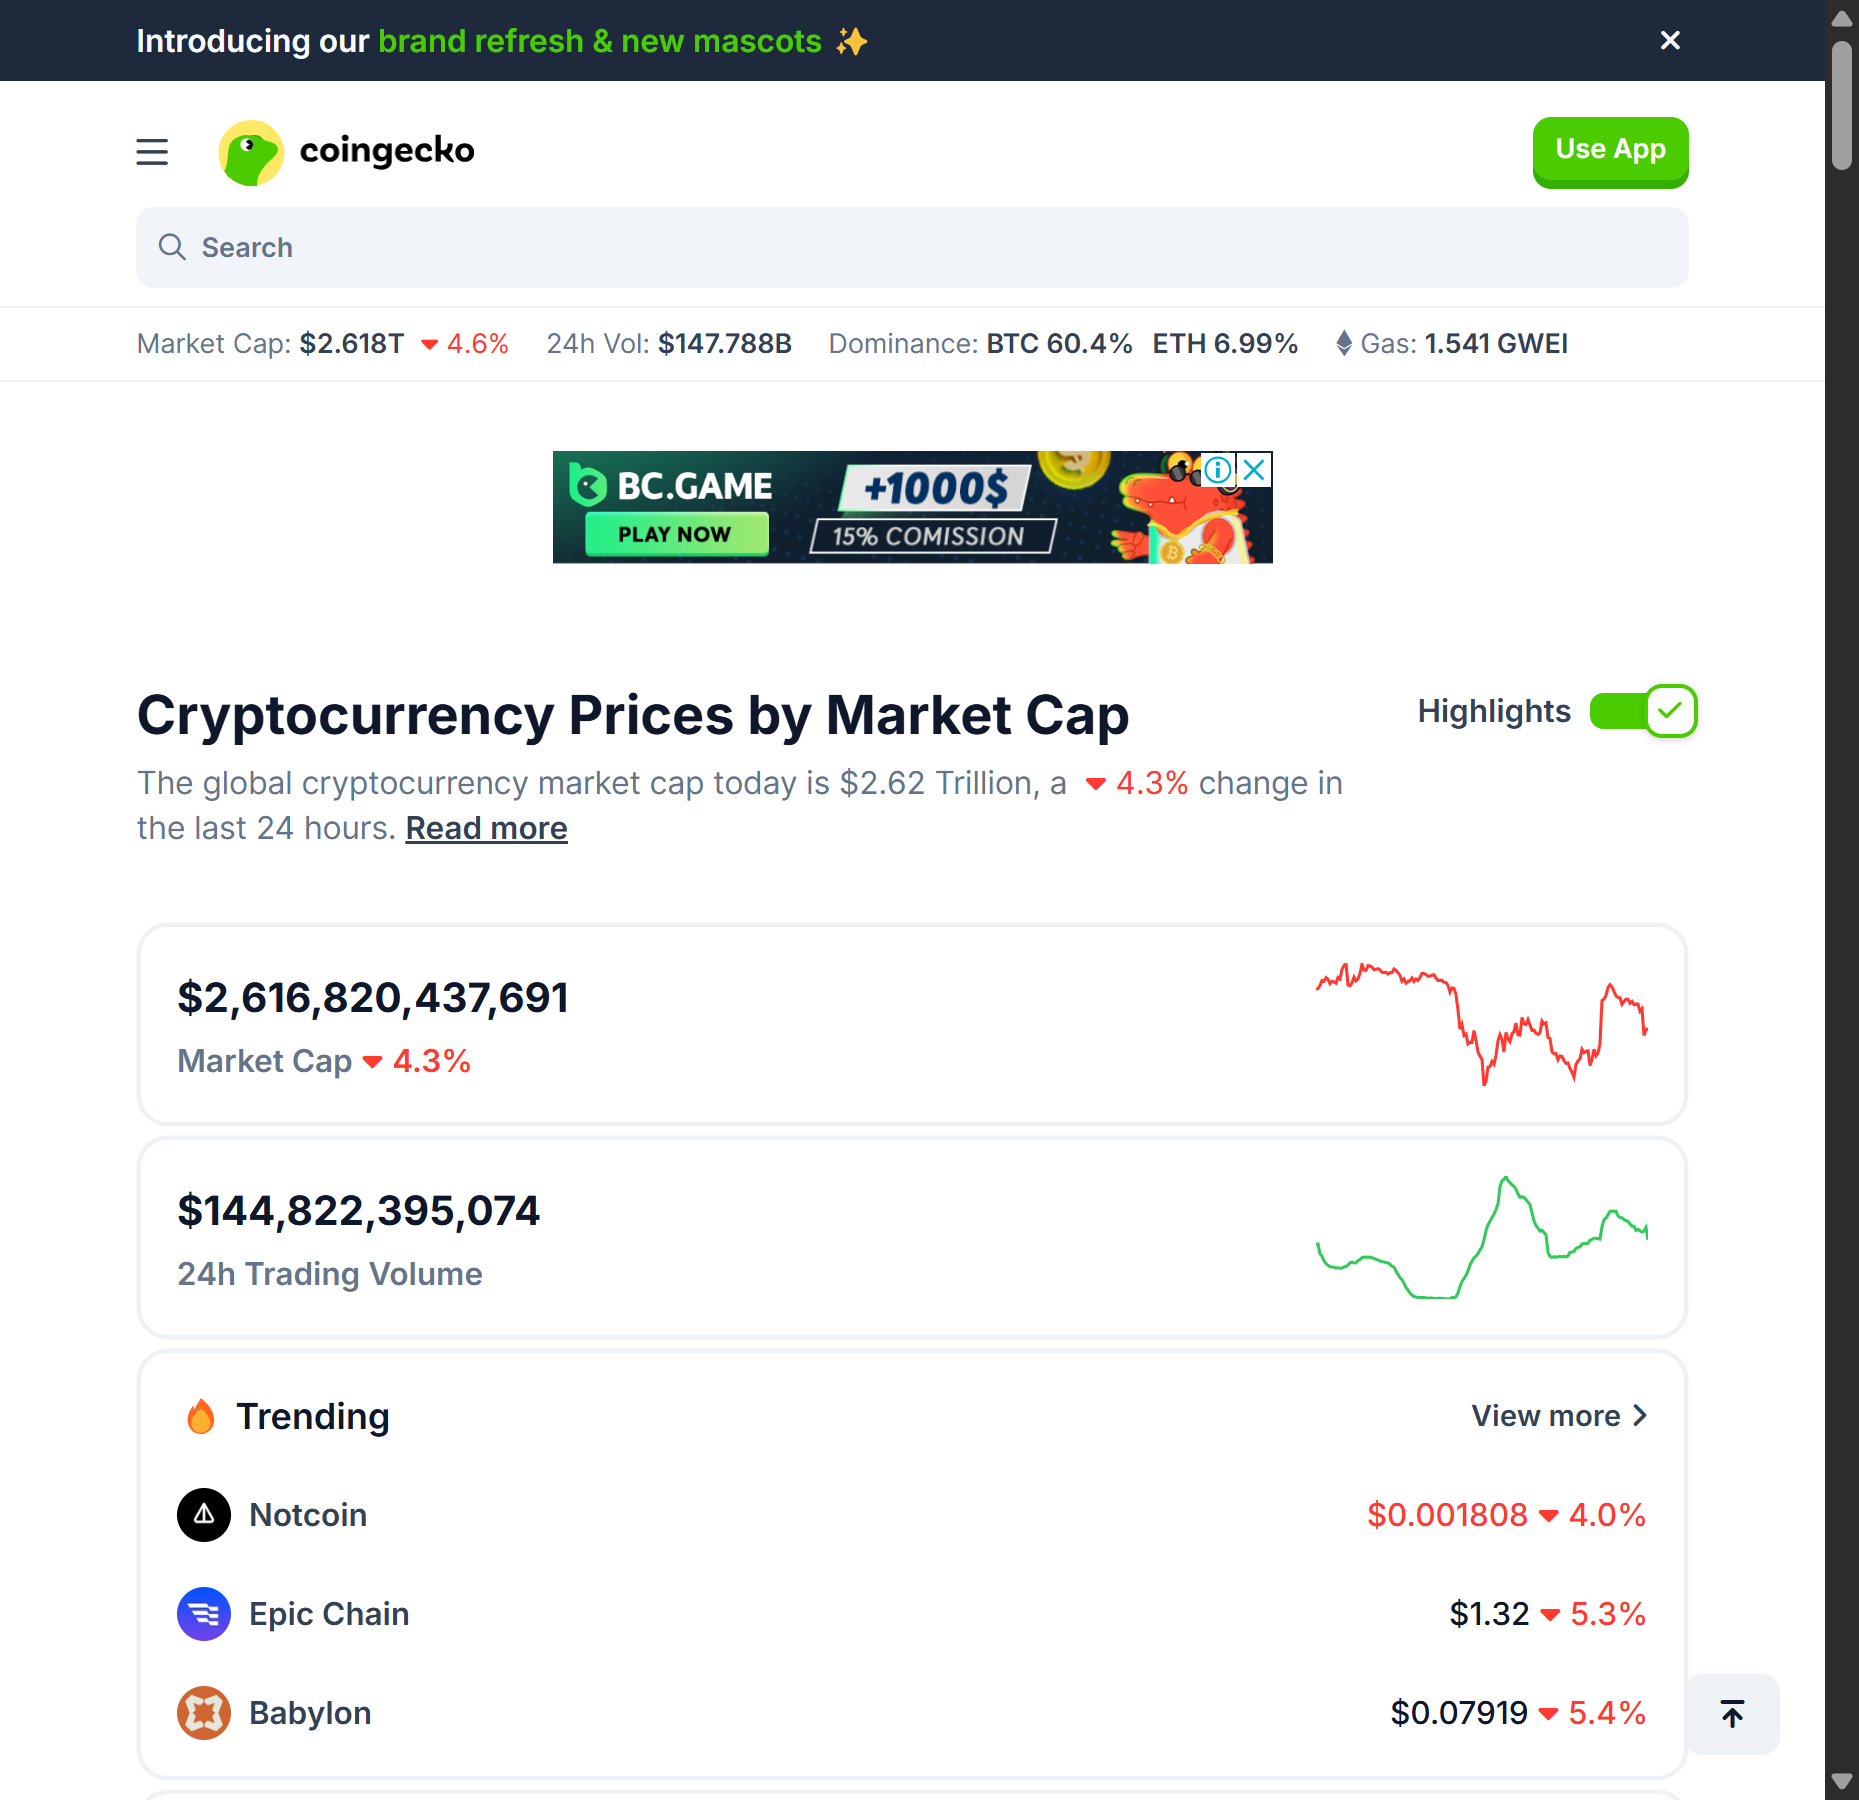 Introducing our brand refresh & new mascots ✨
coingecko
Use App
Search
Market Cap: $2.618T 4.6% 24h Vol: $147.788B Dominance: BTC 60.4% ETH 6.99% Gas: 1.541 GWEI
BC.GAME
PLAY NOW
+1000$
15% COMISSION
Cryptocurrency Prices by Market Cap
Highlights
The global cryptocurrency market cap today is $2.62 Trillion, a 4.3% change in
the last 24 hours. Read more
$2,616,820,437,691
Market Cap 4.3%
$144,822,395,074
24h Trading Volume
Trending
View more
Notcoin $0.001808 4.0%
Epic Chain $1.32 5.3%
Babylon $0.07919 5.4%